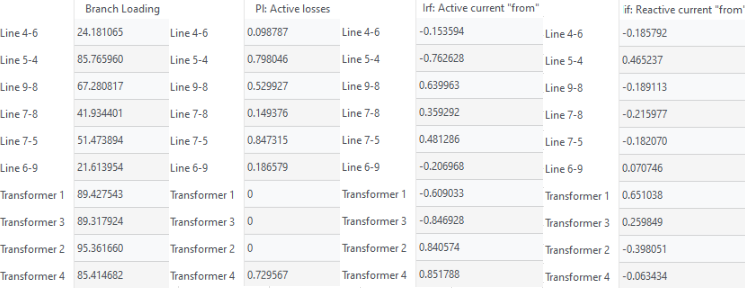 Branch Loading Pl: Active losses Irf: Active current "from" iif: Reactive current "from"
Line 4-6 24.181065 Line 4-6 0.098787 Line 4-6 -0.153594 Line 4-6 -0.185792
Line 5-4 85.765960 Line 5-4 0.798046 Line 5-4 -0.762628 Line 5-4 0.465237
Line 9-8 67.280817 Line 9-8 0.529927 Line 9-8 0.639963 Line 9-8 -0.189113
Line 7-8 41.934401 Line 7-8 0.149376 Line 7-8 0.359292 Line 7-8 -0.215977
Line 7-5 51.473894 Line 7-5 0.847315 Line 7-5 0.481286 Line 7-5 -0.182070
Line 6-9 21.613954 Line 6-9 0.186579 Line 6-9 -0.206968 Line 6-9 0.070746
Transformer 1 89.427543 Transformer 1 0 Transformer 1 -0.609033 Transformer 1 0.651038
Transformer 3 89.317924 Transformer 3 0 Transformer 3 -0.846928 Transformer 3 0.259849
Transformer 2 95.361660 Transformer 2 0 Transformer 2 0.840574 Transformer 2 -0.398051
Transformer 4 85.414682 Transformer 4 0.729567 Transformer 4 0.851788 Transformer 4 -0.063434